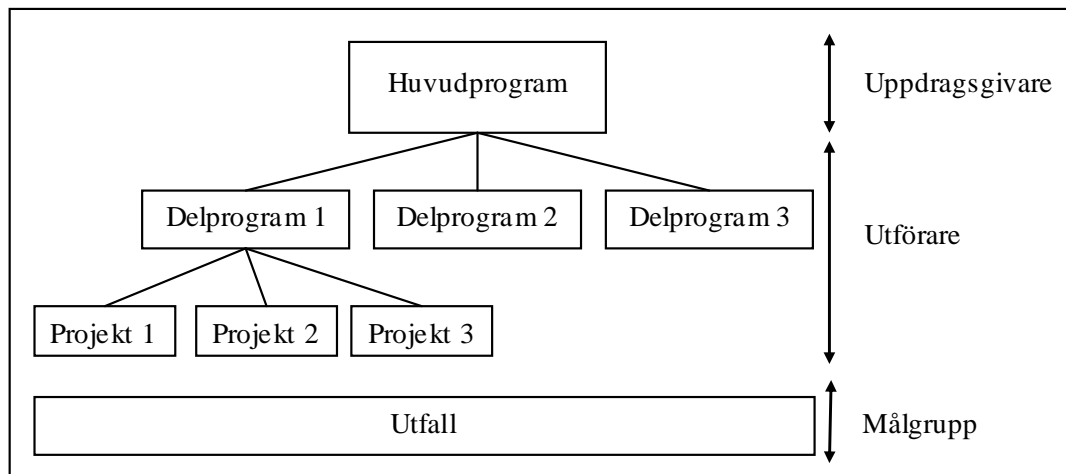 Huvudprogram
Uppdragsgivare
Delprogram 1
Delprogram 2
Delprogram 3
Utförare
Projekt 1
Projekt 2
Projekt 3
Utfall
Målgrupp